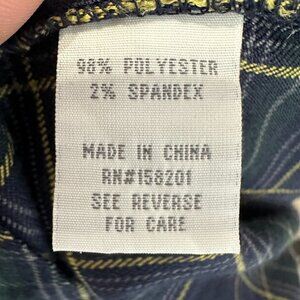 98% POLYESTER
2% SPANDEX
MADE IN CHINA
RN#158201
SEE REVERSE
FOR CARE